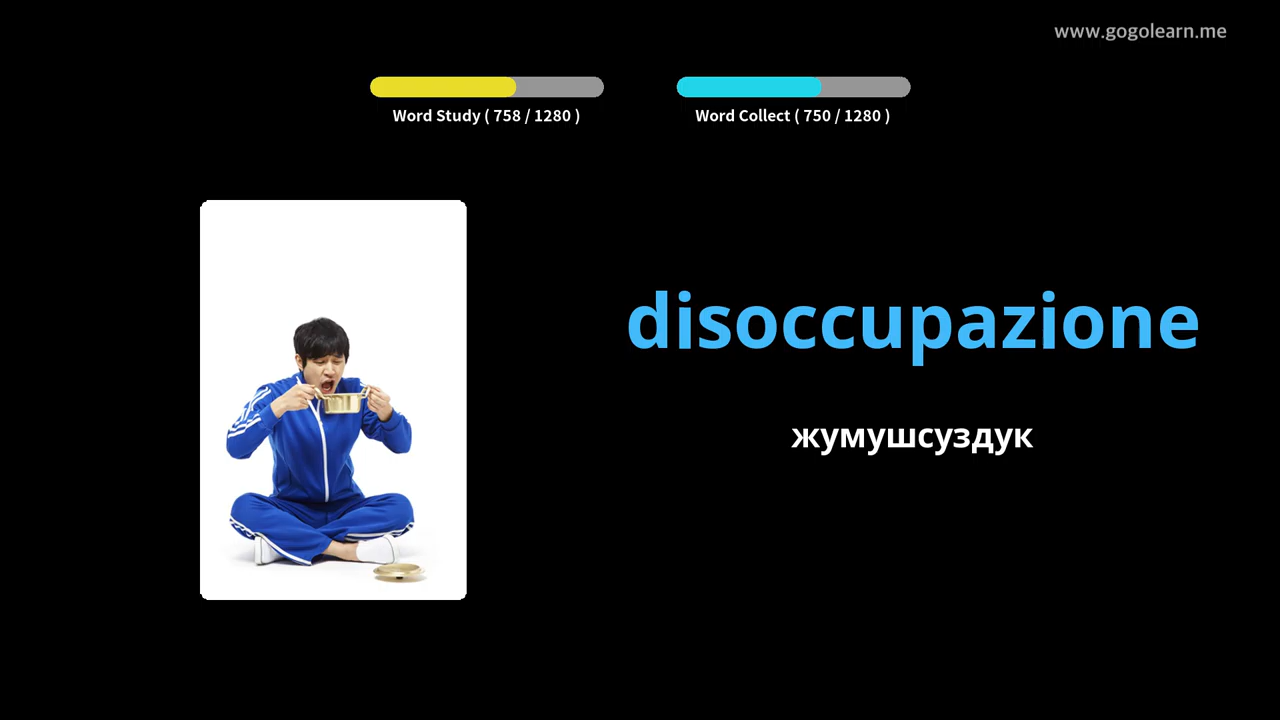 www.gogolearn.me
Word Study ( 758 / 1280 )
Word Collect ( 750 / 1280 )
disoccupazione
жумушсуздук